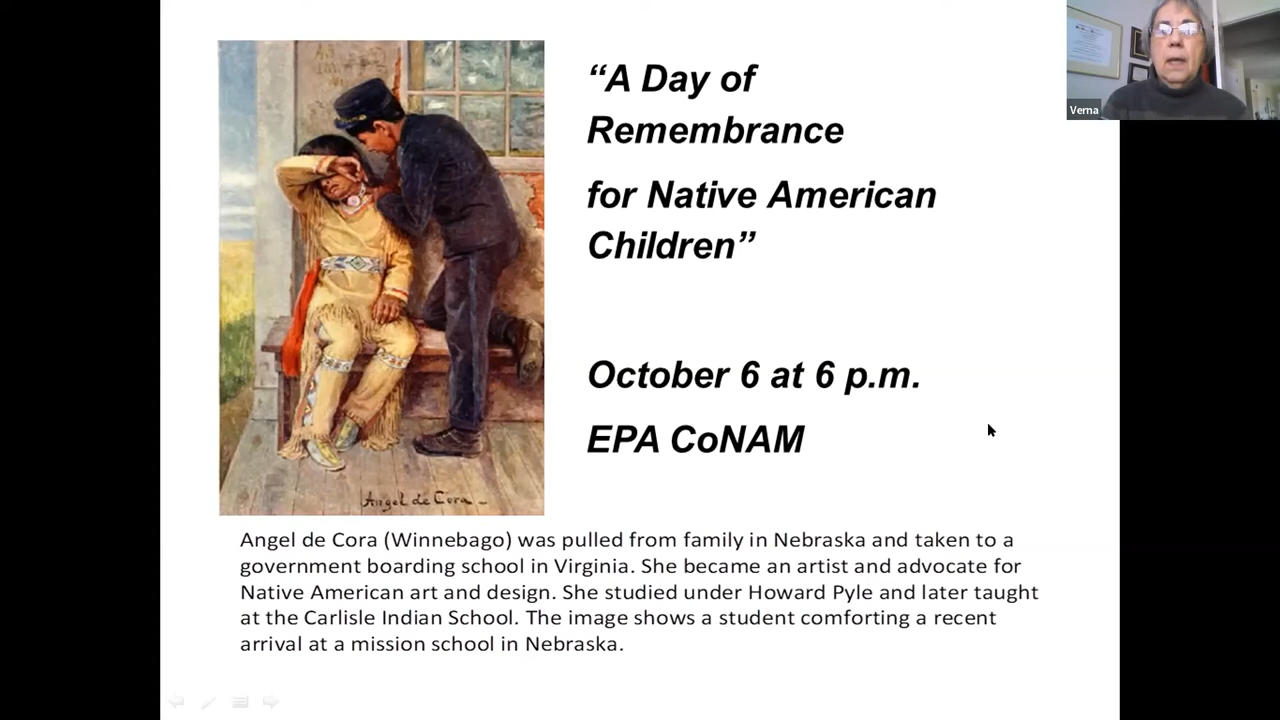 “A Day of
Remembrance
for Native American
Children”
October 6 at 6 p.m.
EPA CoNAM
Verna
Angel de Cora -
Angel de Cora (Winnebago) was pulled from family in Nebraska and taken to a
government boarding school in Virginia. She became an artist and advocate for
Native American art and design. She studied under Howard Pyle and later taught
at the Carlisle Indian School. The image shows a student comforting a recent
arrival at a mission school in Nebraska.